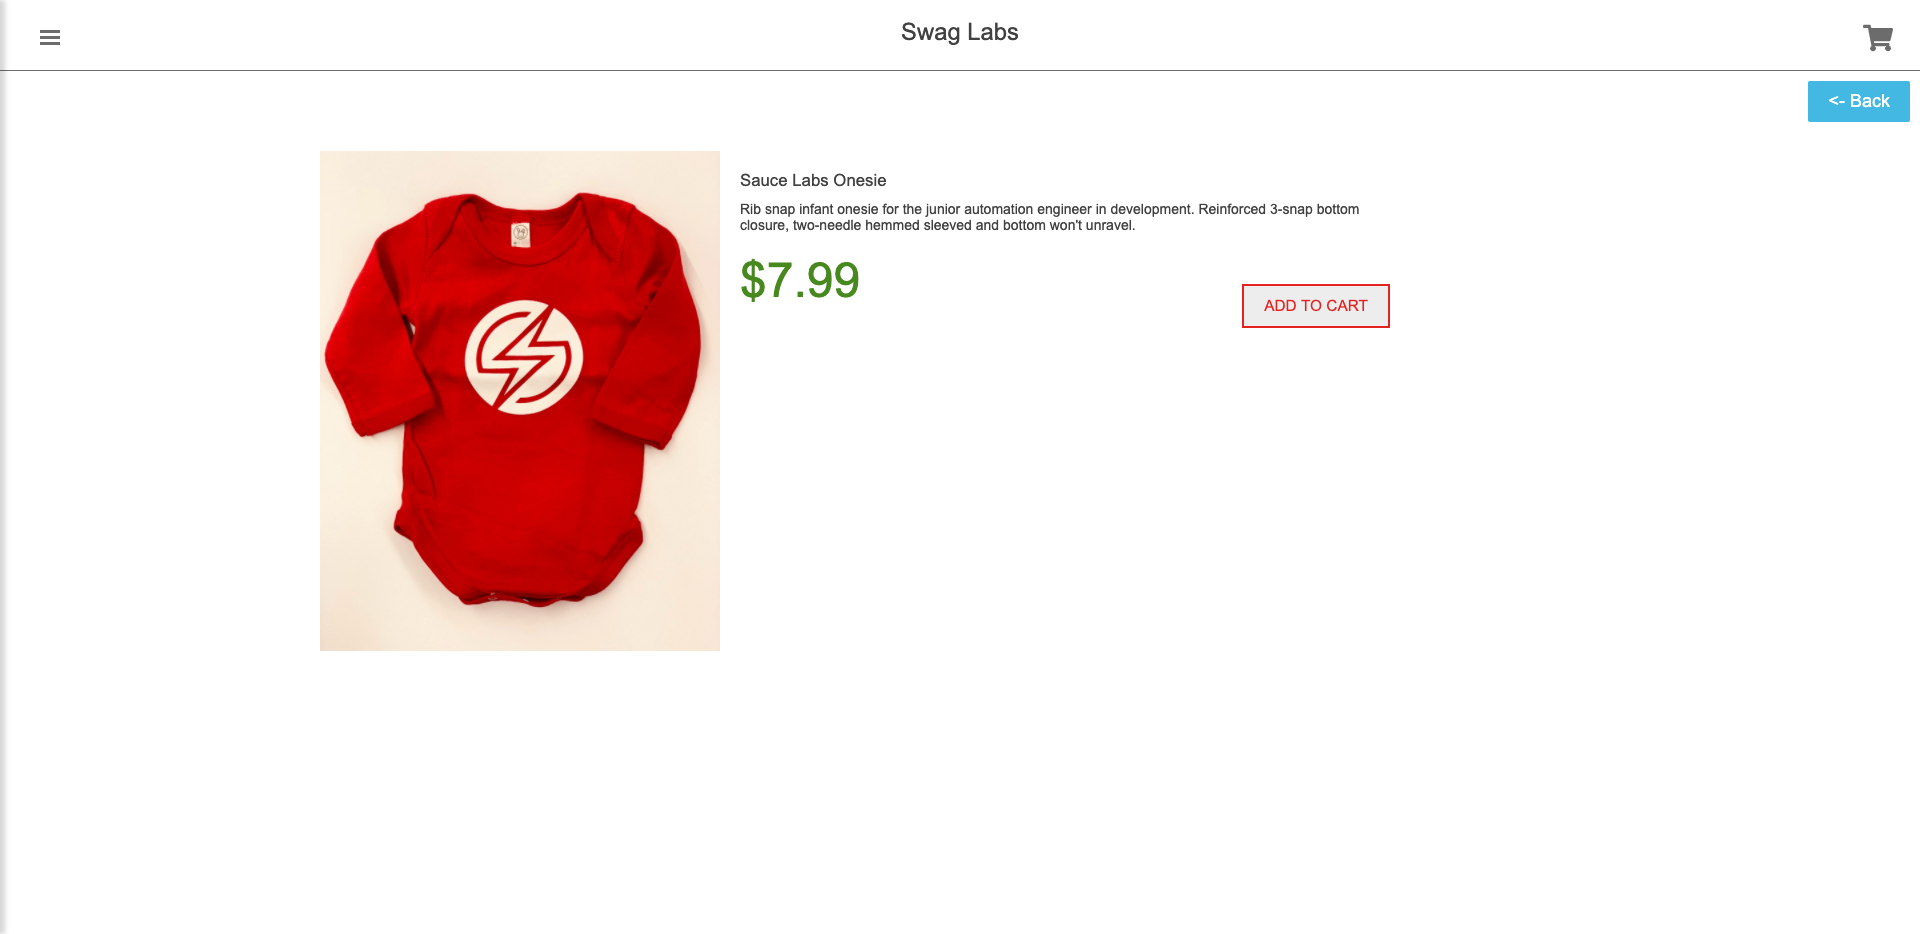 Swag Labs
<- Back
Sauce Labs Onesie
Rib snap infant onesie for the junior automation engineer in development. Reinforced 3-snap bottom
closure, two-needle hemmed sleeved and bottom won't unravel.
$7.99
ADD TO CART